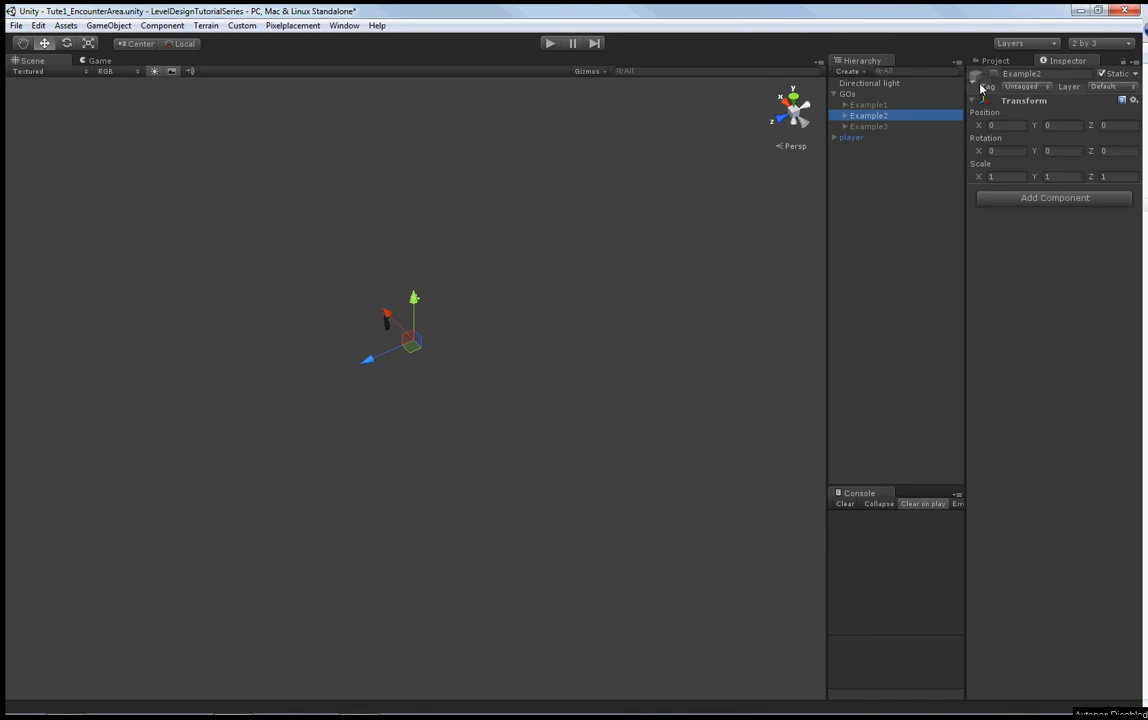 Unity - Tute1_EncounterArea.unity - LevelDesignTutorialSeries - PC, Mac & Linux Standalone*
File Edit Assets GameObject Component Terrain Custom Pixelplacement Window Help
Center Local Layers 2 by 3
Scene Game Hierarchy Project Inspector
Textured RGB Gizmos All Create All Example2 Static
Directional light Untagged Layer Default
GOs Transform
Example1
Example2
Example3
player
Position
X 0 Y 0 Z 0
Rotation
X 0 Y 0 Z 0
Scale
X 1 Y 1 Z 1
Add Component
y
x
z
Persp
Console
Clear Collapse Clear on play